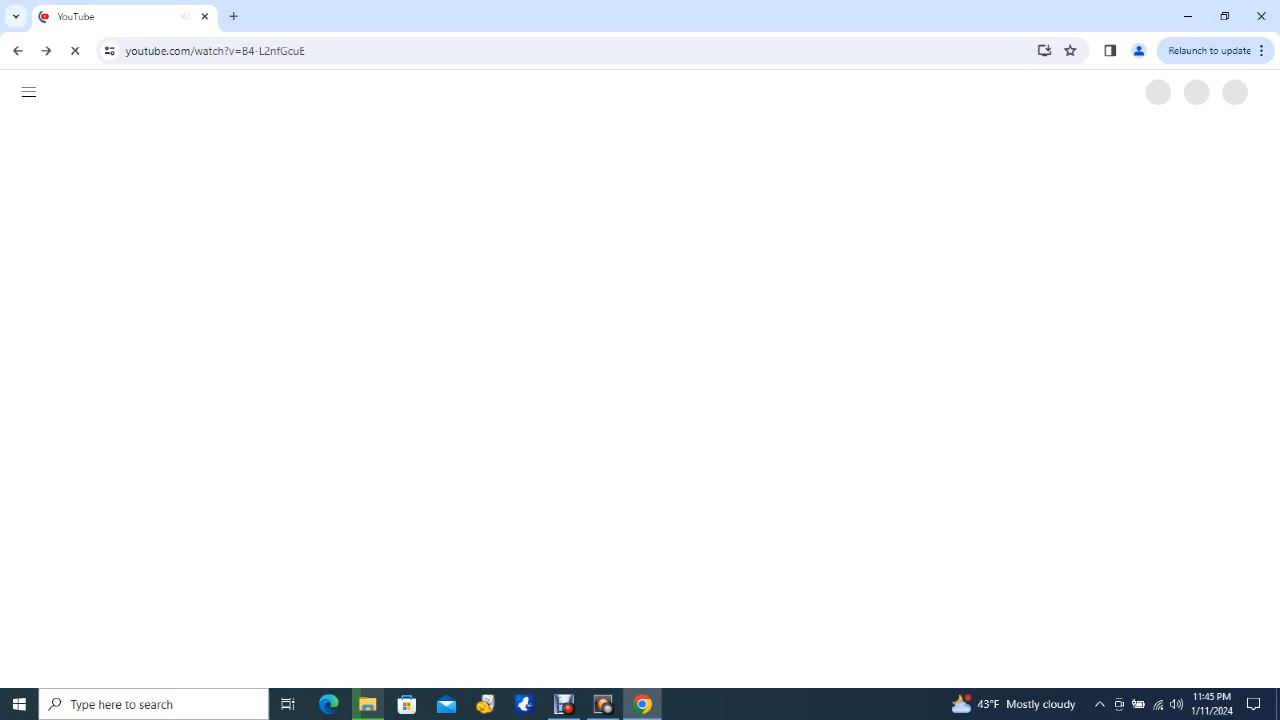 YouTube
youtube.com/watch?v=B4-L2nfGcuE
Relaunch to update
Type here to search
43°F Mostly cloudy
11:45 PM
1/11/2024